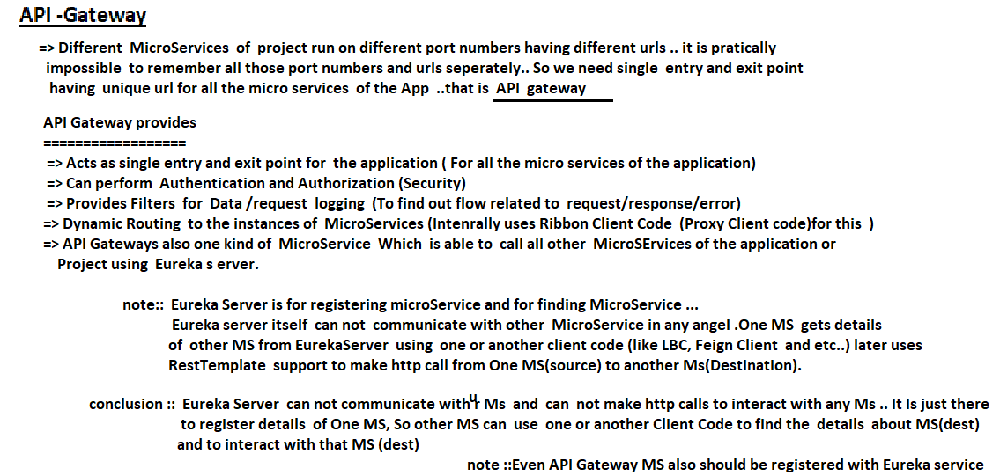 API -Gateway
=> Different MicroServices of project run on different port numbers having different urls .. it is pratically
impossible to remember all those port numbers and urls seperately.. So we need single entry and exit point
having unique url for all the micro services of the App ..that is API gateway
API Gateway provides
==================
=> Acts as single entry and exit point for the application ( For all the micro services of the application)
=> Can perform Authentication and Authorization (Security)
=> Provides Filters for Data /request logging (To find out flow related to request/response/error)
=> Dynamic Routing to the instances of MicroServices (Intenrally uses Ribbon Client Code (Proxy Client code)for this )
=> API Gateways also one kind of MicroService Which is able to call all other MicroSErvices of the application or
Project using Eureka s erver.
note:: Eureka Server is for registering microService and for finding MicroService ...
Eureka server itself can not communicate with other MicroService in any angel .One MS gets details
of other MS from EurekaServer using one or another client code (like LBC, Feign Client and etc..) later uses
RestTemplate support to make http call from One MS(source) to another Ms(Destination).
conclusion :: Eureka Server can not communicate with Ms and can not make http calls to interact with any Ms .. It Is just there
to register details of One MS, So other MS can use one or another Client Code to find the details about MS(dest)
and to interact with that MS (dest)
note ::Even API Gateway MS also should be registered with Eureka service